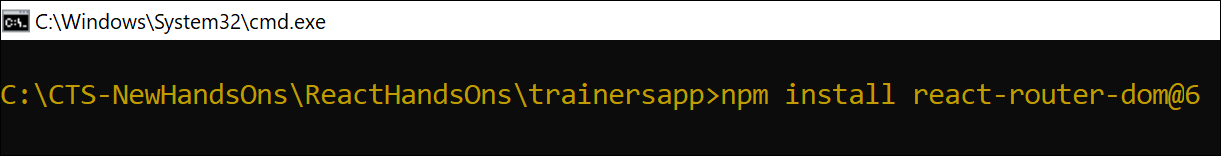 C:\Windows\System32\cmd.exe
C:\CTS-NewHandsOns\ReactHandsOns\trainersapp>npm install react-router-dom@6